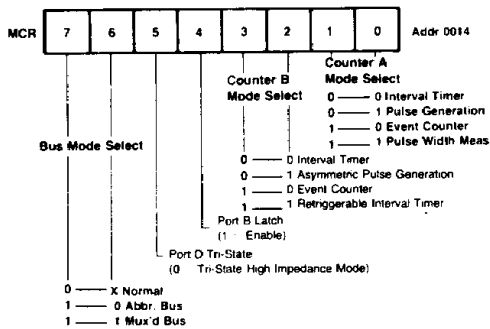 MCR 7 6 5 4 3 2 1 0 Addr 0014
Counter A
Mode Select
0 0 Interval Timer
0 1 Pulse Generation
1 0 Event Counter
1 1 Pulse Width Meas
Counter B
Mode Select
0 0 Interval Timer
0 1 Asymmetric Pulse Generation
1 0 Event Counter
1 1 Retriggerable Interval Timer
Port B Latch
(1 Enable)
Port D Tri-State
(0 Tri-State High Impedance Mode)
Bus Mode Select
0 X Normal
1 0 Abbr. Bus
1 1 Mux'd Bus